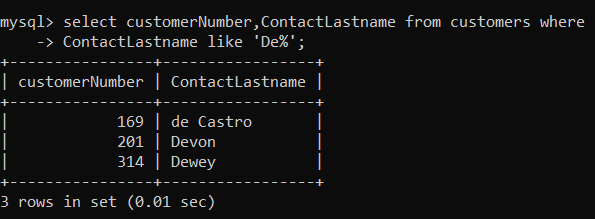 mysql> select customerNumber,ContactLastname from customers where
    -> ContactLastname like 'De%';
+----------------+-----------------+
| customerNumber | ContactLastname |
+----------------+-----------------+
|            169 | de Castro       |
|            201 | Devon           |
|            314 | Dewey           |
+----------------+-----------------+
3 rows in set (0.01 sec)